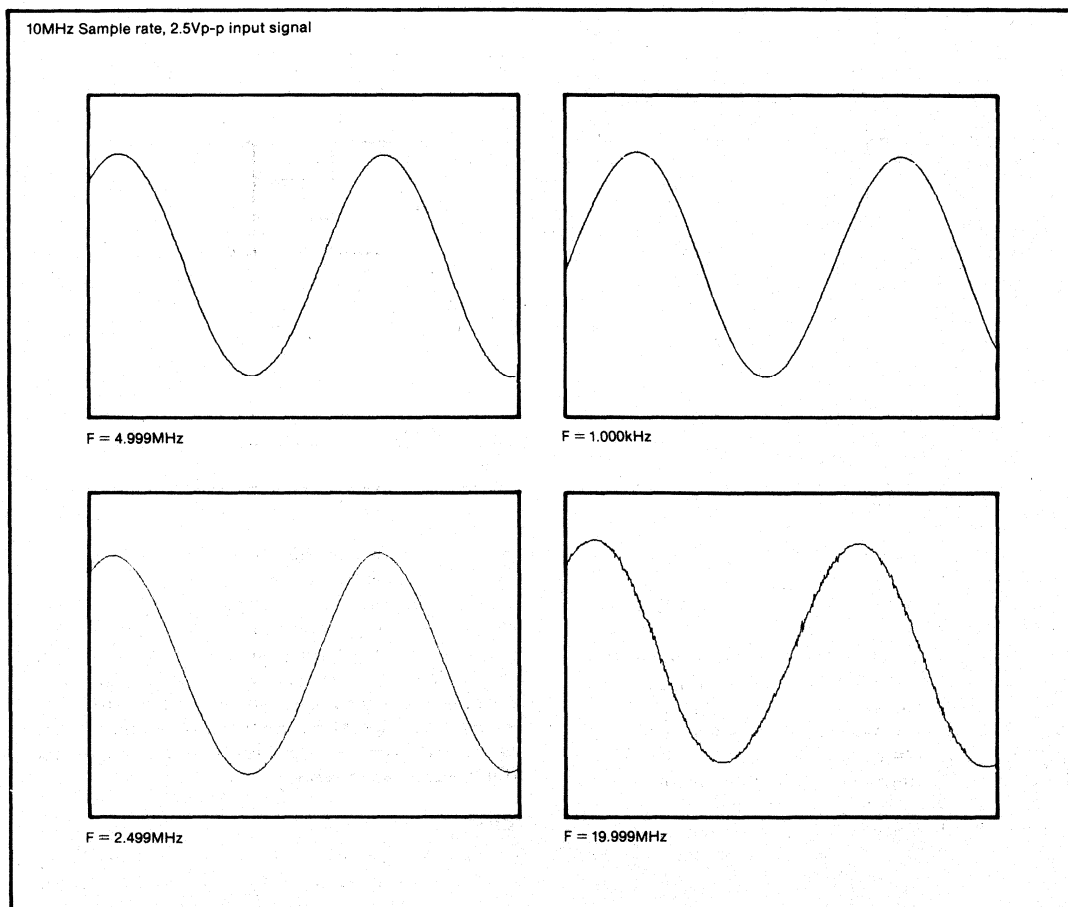 10MHz Sample rate, 2.5Vp-p input signal
F = 4.999MHz
F = 1.000kHz
F = 2.499MHz
F = 19.999MHz